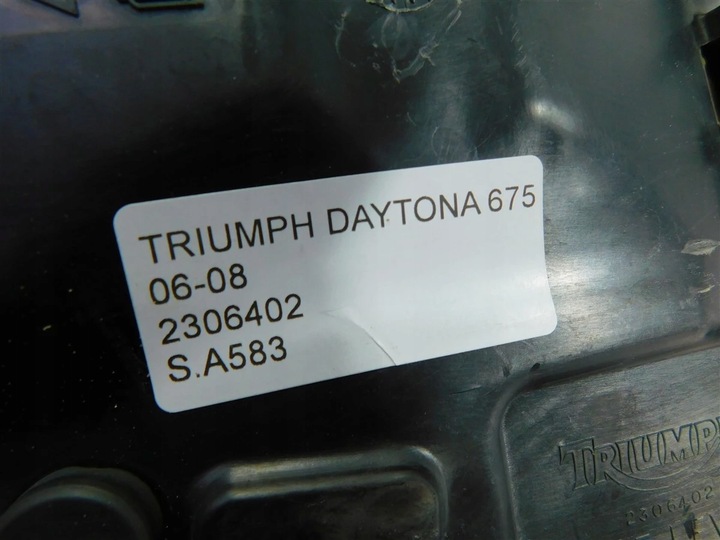 TRIUMPH DAYTONA 675
06-08
2306402
S.A583
TRIUMPH
2306402